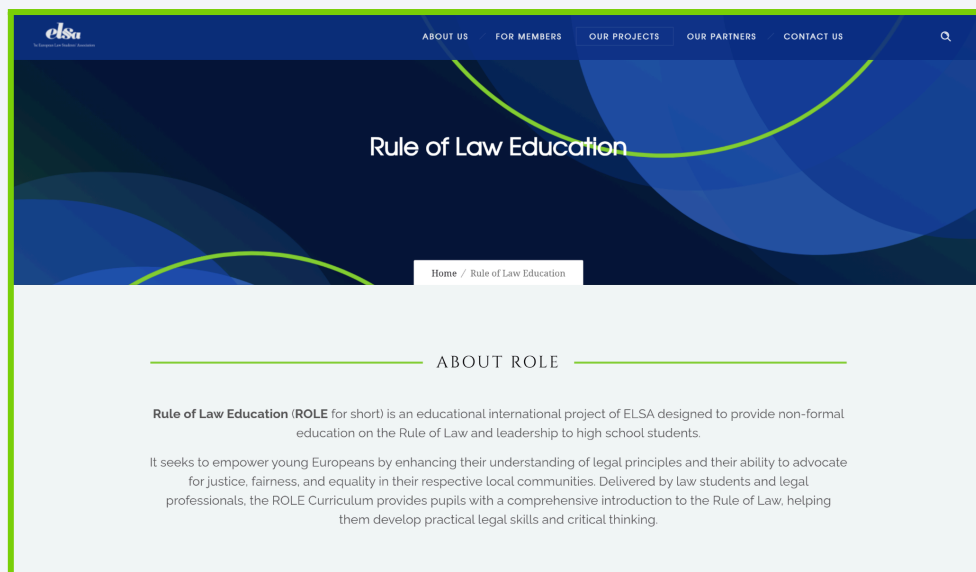 elsa
The European Law Students' Association
ABOUT US / FOR MEMBERS OUR PROJECTS OUR PARTNERS / CONTACT US
Rule of Law Education
Home / Rule of Law Education
ABOUT ROLE
Rule of Law Education (ROLE for short) is an educational international project of ELSA designed to provide non-formal
education on the Rule of Law and leadership to high school students.
It seeks to empower young Europeans by enhancing their understanding of legal principles and their ability to advocate
for justice, fairness, and equality in their respective local communities. Delivered by law students and legal
professionals, the ROLE Curriculum provides pupils with a comprehensive introduction to the Rule of Law, helping
them develop practical legal skills and critical thinking.